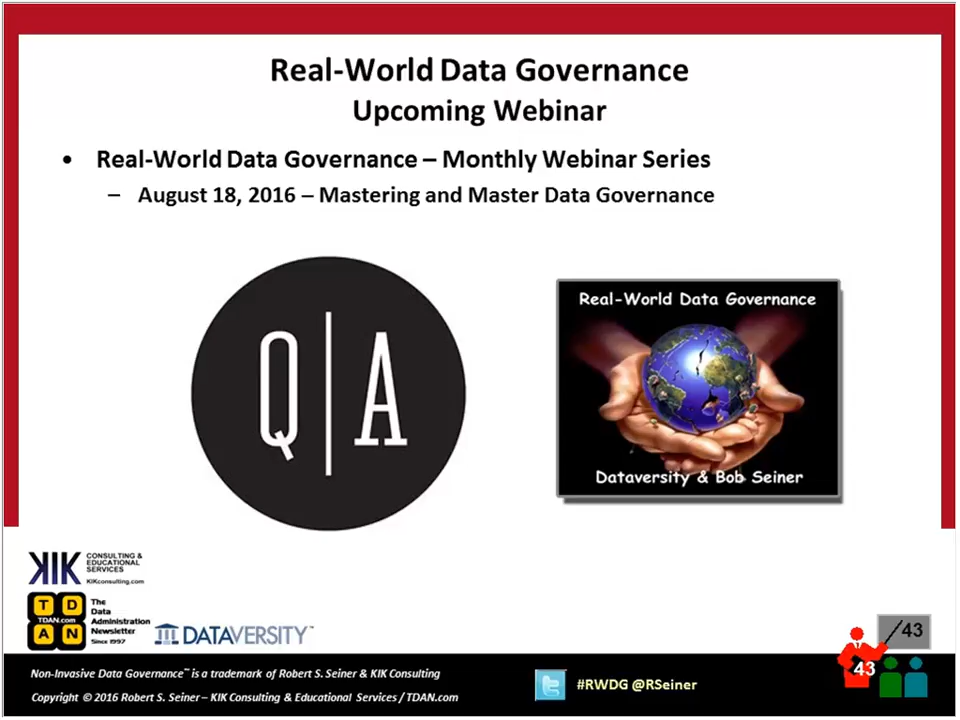 Real-World Data Governance
Upcoming Webinar
• Real-World Data Governance – Monthly Webinar Series
– August 18, 2016 – Mastering and Master Data Governance
Q|A
Real-World Data Governance
Dataversity & Bob Seiner
KIK
CONSULTING &
EDUCATIONAL
SERVICES
KIKconsulting.com
T D
TDAN.com
A N
The
Data
Administration
Newsletter
Since 1997
DATAVERSITY™
/43
43
Non-Invasive Data Governance™ is a trademark of Robert S. Seiner & KIK Consulting
Copyright © 2016 Robert S. Seiner – KIK Consulting & Educational Services / TDAN.com
#RWDG @RSeiner